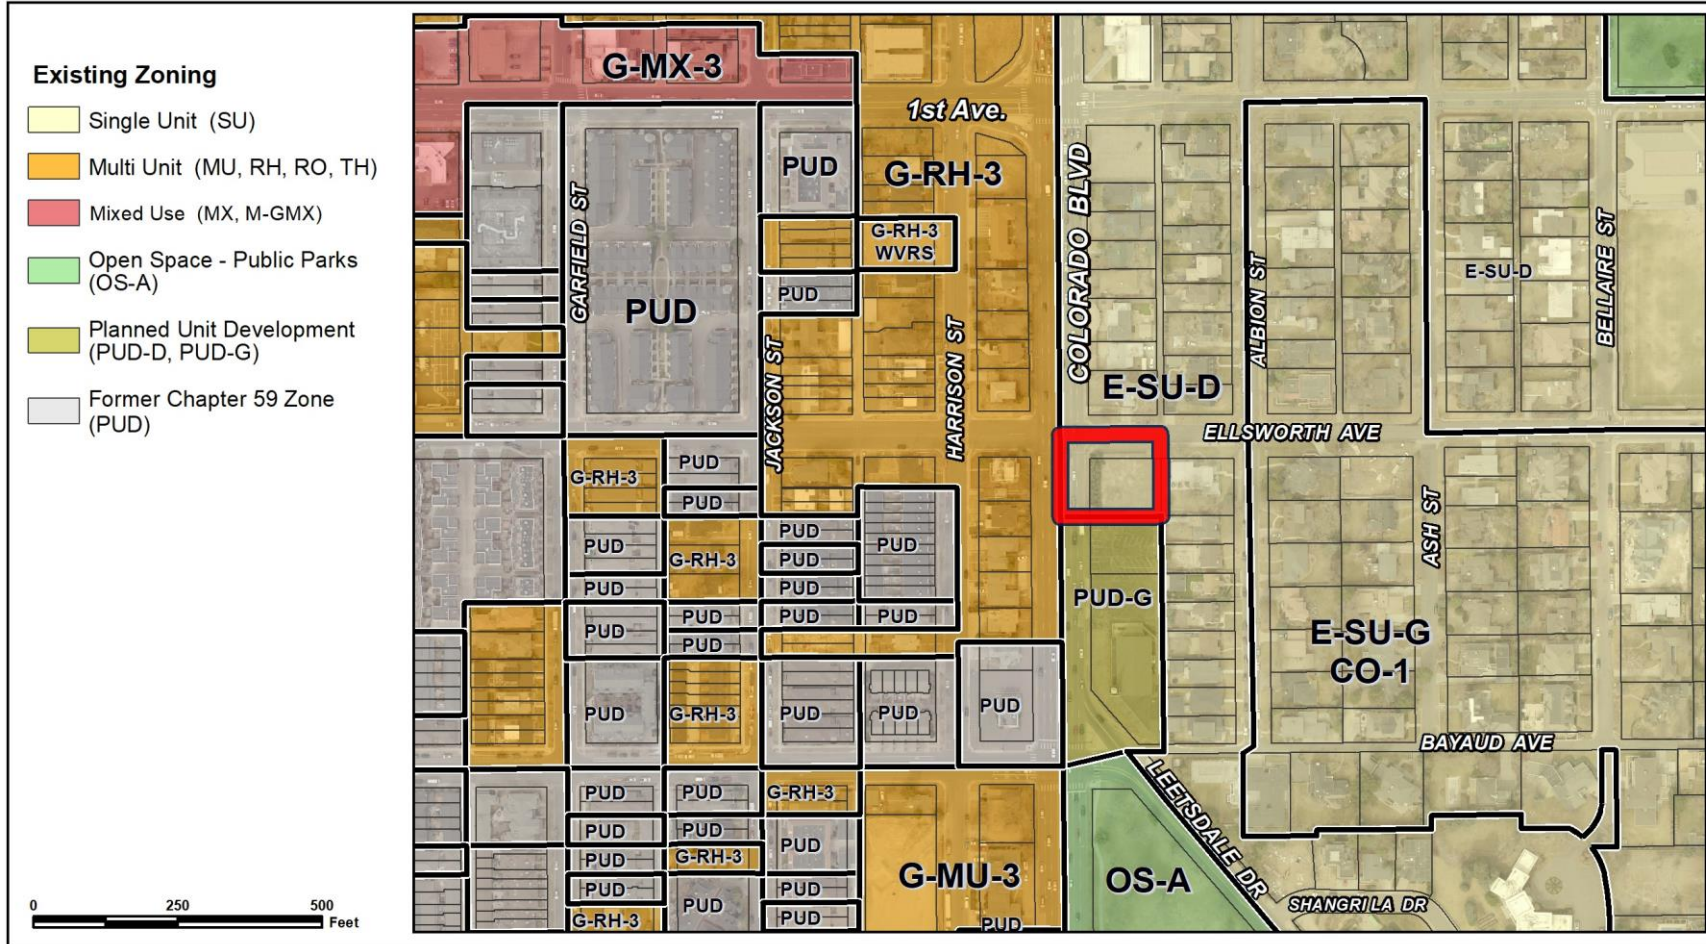 Existing Zoning
Single Unit (SU)
Multi Unit (MU, RH, RO, TH)
Mixed Use (MX, M-GMX)
Open Space - Public Parks
(OS-A)
Planned Unit Development
(PUD-D, PUD-G)
Former Chapter 59 Zone
(PUD)
0 250 500
Feet
G-MX-3
1st Ave.
PUD
G-RH-3
G-RH-3
WVRS
GARFIELD ST
PUD
PUD
JACKSON ST
HARRISON ST
COLORADO BLVD
ALBION ST
E-SU-D
BELLAIRE ST
E-SU-D
ELLSWORTH AVE
G-RH-3
PUD
PUD
PUD
G-RH-3
PUD
PUD
PUD
PUD
PUD
PUD
PUD
PUD
PUD
PUD
PUD-G
ASH ST
E-SU-G
CO-1
PUD
G-RH-3
PUD
PUD
PUD
BAYAUD AVE
LEETSDALE DR
PUD
PUD
G-RH-3
PUD
PUD
PUD
PUD
G-RH-3
PUD
PUD
PUD
PUD
G-RH-3
G-MU-3
PUD
OS-A
SHANGRI LA DR